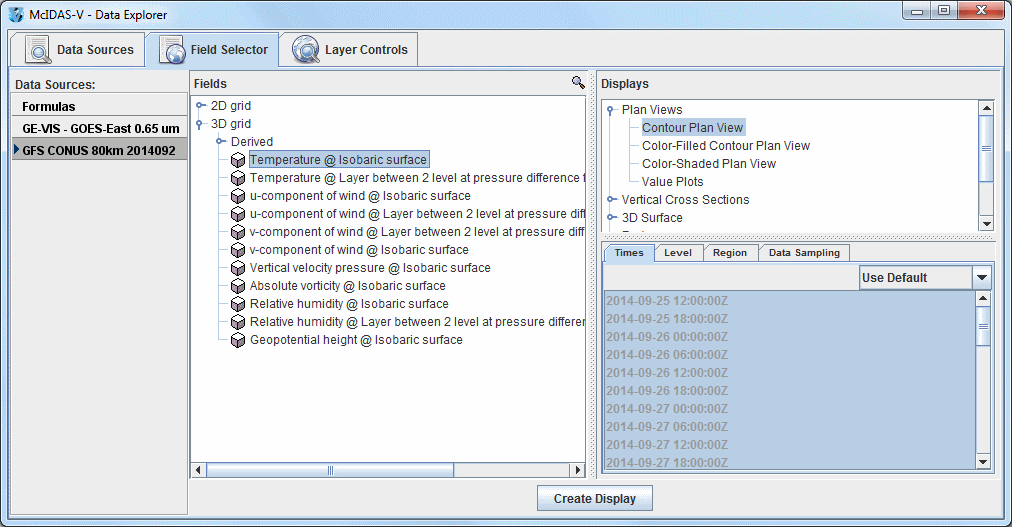 McIDAS-V - Data Explorer
Data Sources
Field Selector
Layer Controls
Data Sources:
Formulas
GE-VIS - GOES-East 0.65 um
GFS CONUS 80km 2014092
Fields
2D grid
3D grid
Derived
Temperature @ Isobaric surface
Temperature @ Layer between 2 level at pressure difference f
u-component of wind @ Isobaric surface
u-component of wind @ Layer between 2 level at pressure diff
v-component of wind @ Layer between 2 level at pressure diff
v-component of wind @ Isobaric surface
Vertical velocity pressure @ Isobaric surface
Absolute vorticity @ Isobaric surface
Relative humidity @ Isobaric surface
Relative humidity @ Layer between 2 level at pressure differen
Geopotential height @ Isobaric surface
Displays
Plan Views
Contour Plan View
Color-Filled Contour Plan View
Color-Shaded Plan View
Value Plots
Vertical Cross Sections
3D Surface
Times
Level
Region
Data Sampling
Use Default
2014-09-25 12:00:00Z
2014-09-25 18:00:00Z
2014-09-26 00:00:00Z
2014-09-26 06:00:00Z
2014-09-26 12:00:00Z
2014-09-26 18:00:00Z
2014-09-27 00:00:00Z
2014-09-27 06:00:00Z
2014-09-27 12:00:00Z
2014-09-27 18:00:00Z
Create Display